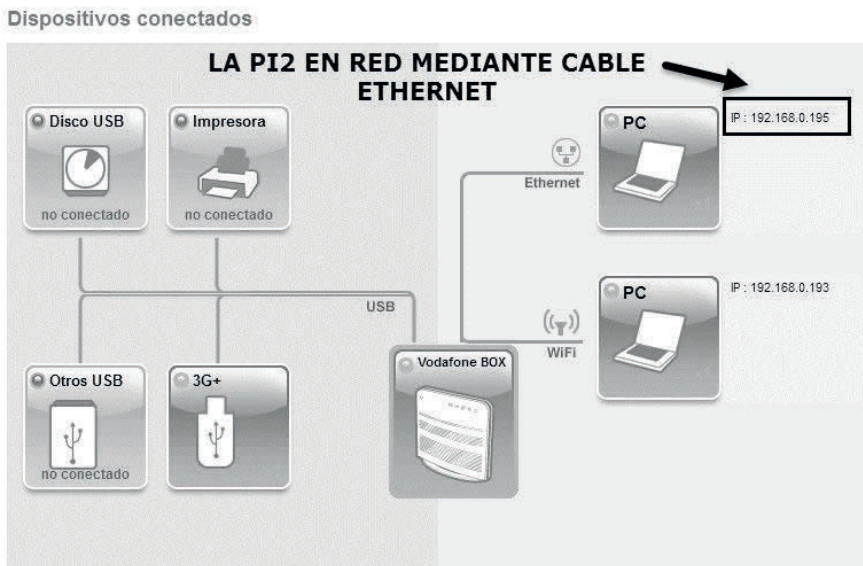 Dispositivos conectados
LA PI2 EN RED MEDIANTE CABLE
ETHERNET
Disco USB
no conectado
Impresora
no conectado
Ethernet
PC
IP : 192.168.0.195
USB
WiFi
PC
IP : 192.168.0.193
Otros USB
no conectado
3G+
Vodafone BOX